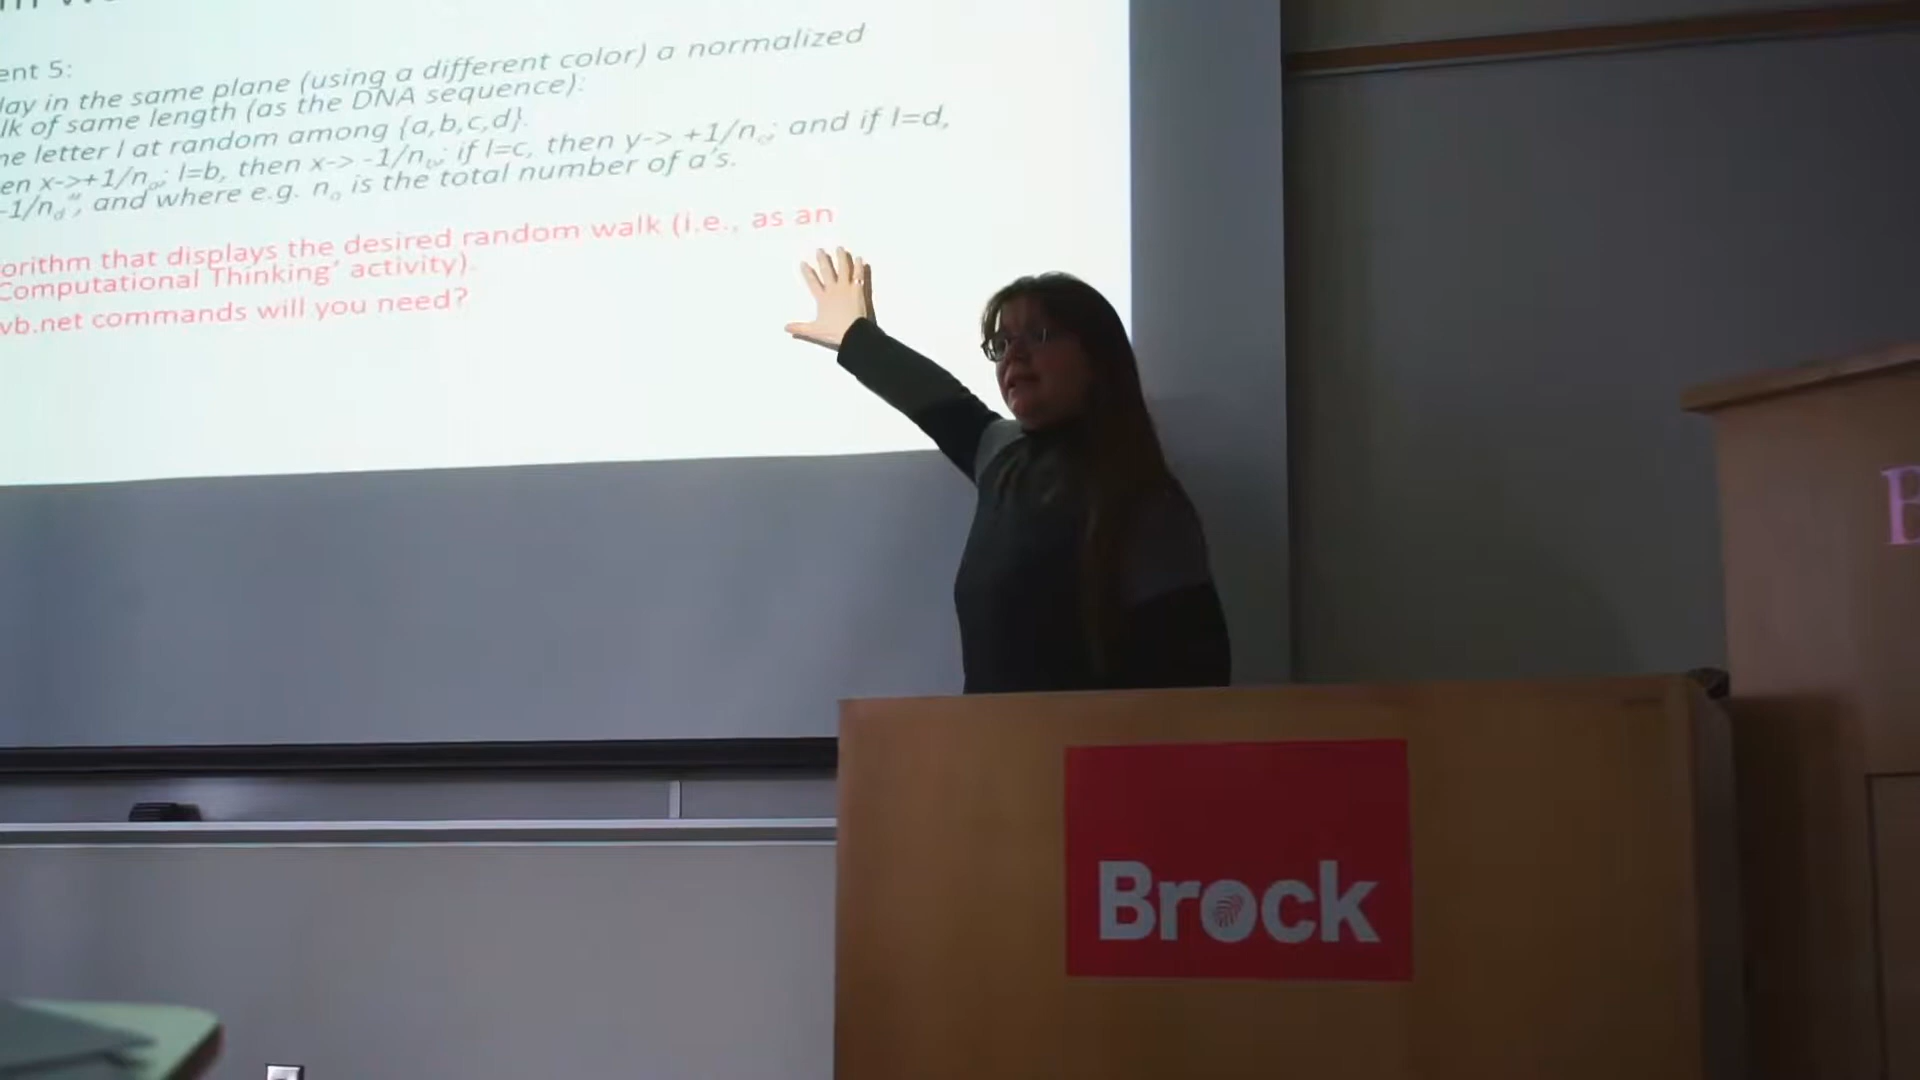 ent 5:
lay in the same plane (using a different color) a normalized
lk of same length (as the DNA sequence):
ne letter l at random among {a,b,c,d}.
en x->+1/na; l=b, then x-> -1/nb; if l=c, then y-> +1/nc; and if l=d,
-1/nd", and where e.g. na is the total number of a's.
orithm that displays the desired random walk (i.e., as an
Computational Thinking' activity).
vb.net commands will you need?
Brock
B